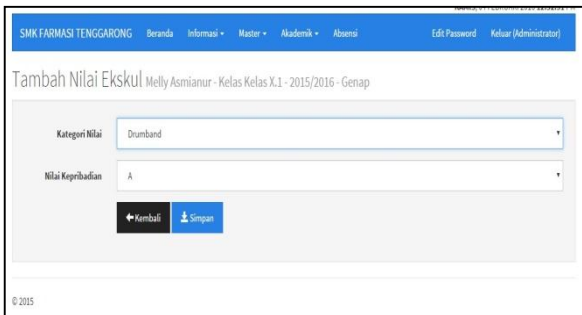 SMK FARMASI TENGGARONG Beranda Informasi Master Akademik Absensi Edit Password Keluar (Administrator)
Tambah Nilai Ekskul Melly Asmianur - Kelas Kelas X.1 - 2015/2016 - Genap
Kategori Nilai Drumband
Nilai Kepribadian A
Kembali Simpan
© 2015